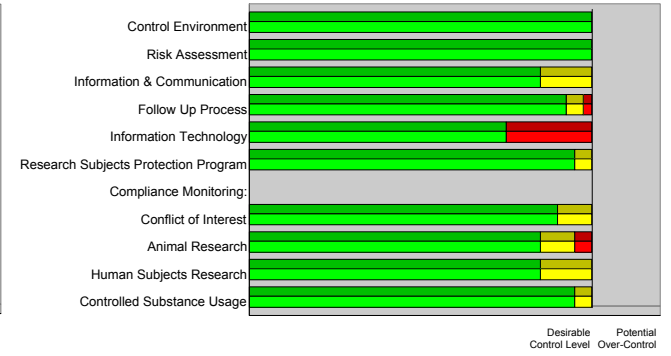 Control Environment
Risk Assessment
Information & Communication
Follow Up Process
Information Technology
Research Subjects Protection Program
Compliance Monitoring:
Conflict of Interest
Animal Research
Human Subjects Research
Controlled Substance Usage
Desirable Potential
Control Level Over-Control